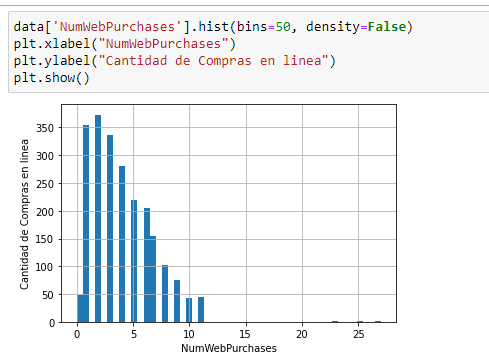 data['NumWebPurchases'].hist(bins=50, density=False)
plt.xlabel("NumWebPurchases")
plt.ylabel("Cantidad de Compras en linea")
plt.show()
350
300
250
200
150
100
50
0
Cantidad de Compras en linea
0 5 10 15 20 25
NumWebPurchases